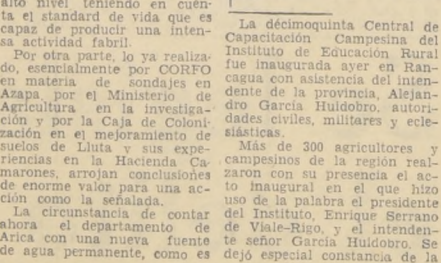 alto nivel teniendo en cuen-
ta el standard de vida que es
capaz de producir una inten-
sa actividad fabril.
Por otra parte, lo ya realiza-
do, esencialmente por CORFO
en materia de sondajes en
Azapa, por el Ministerio de
Agricultura en la investiga-
ción y por la Caja de Coloni-
zación en el mejoramiento de
suelos de Lluta y sus expe-
riencias en la Hacienda Ca-
marones, arrojan conclusiones
de enorme valor para una ac-
ción como la señalada.
La circunstancia de contar
ahora el departamento de
Arica con una nueva fuente
de agua permanente, como es
La décimoquinta Central de
Capacitación Campesina del
Instituto de Educación Rural
fue inaugurada ayer en Ran-
cagua con asistencia del inten-
dente de la provincia, Alejan-
dro García Huidobro, autori-
dades civiles, militares y ecle-
siásticas.
Más de 300 agricultores y
campesinos de la región real-
zaron con su presencia el ac-
to inaugural en el que hizo
uso de la palabra el presidente
del Instituto, Enrique Serrano
de Viale-Rigo, y el intenden-
te señor García Huidobro. Se
dejó especial constancia de la